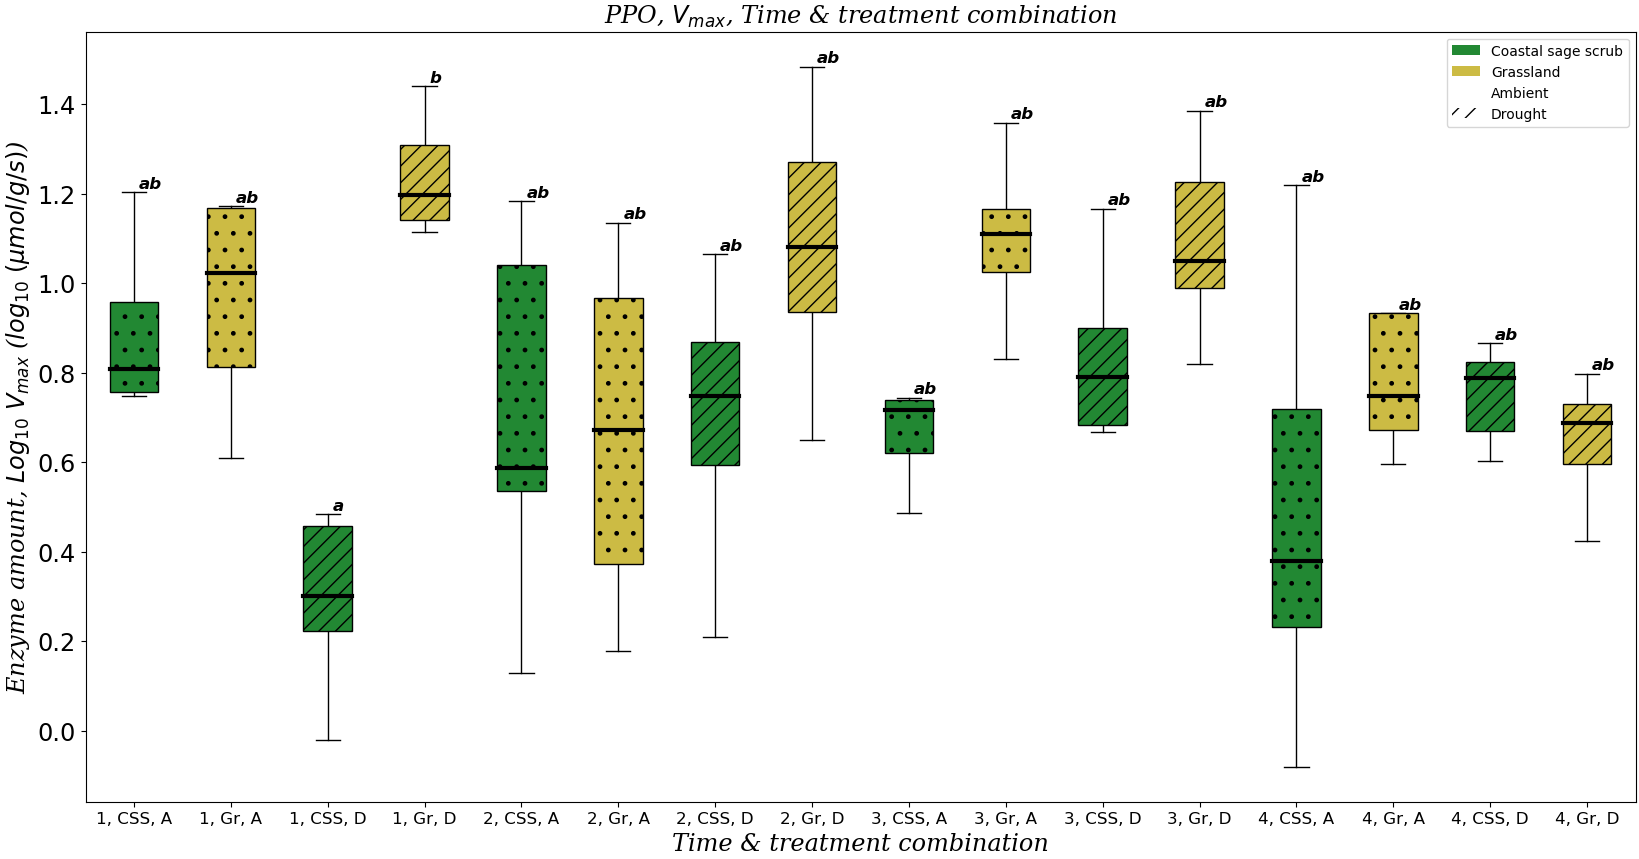 PPO, Vmax, Time & treatment combination
Coastal sage scrub
Grassland
Ambient
Drought
Enzyme amount, Log10 Vmax (log10 (μmol/g/s))
1.4
1.2
1.0
0.8
0.6
0.4
0.2
0.0
ab
ab
a
b
ab
ab
ab
ab
ab
ab
ab
ab
ab
ab
ab
ab
1, CSS, A
1, Gr, A
1, CSS, D
1, Gr, D
2, CSS, A
2, Gr, A
2, CSS, D
2, Gr, D
3, CSS, A
3, Gr, A
3, CSS, D
3, Gr, D
4, CSS, A
4, Gr, A
4, CSS, D
4, Gr, D
Time & treatment combination